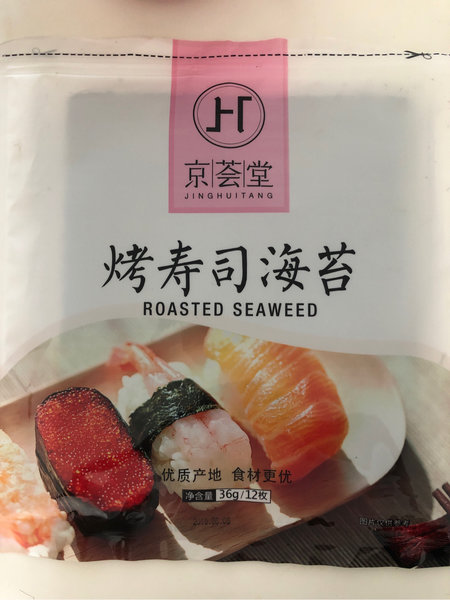 京荟堂
JINGHUITANG
烤寿司海苔
ROASTED SEAWEED
优质产地 食材更优
净含量 36g/12枚
图片仅供参考